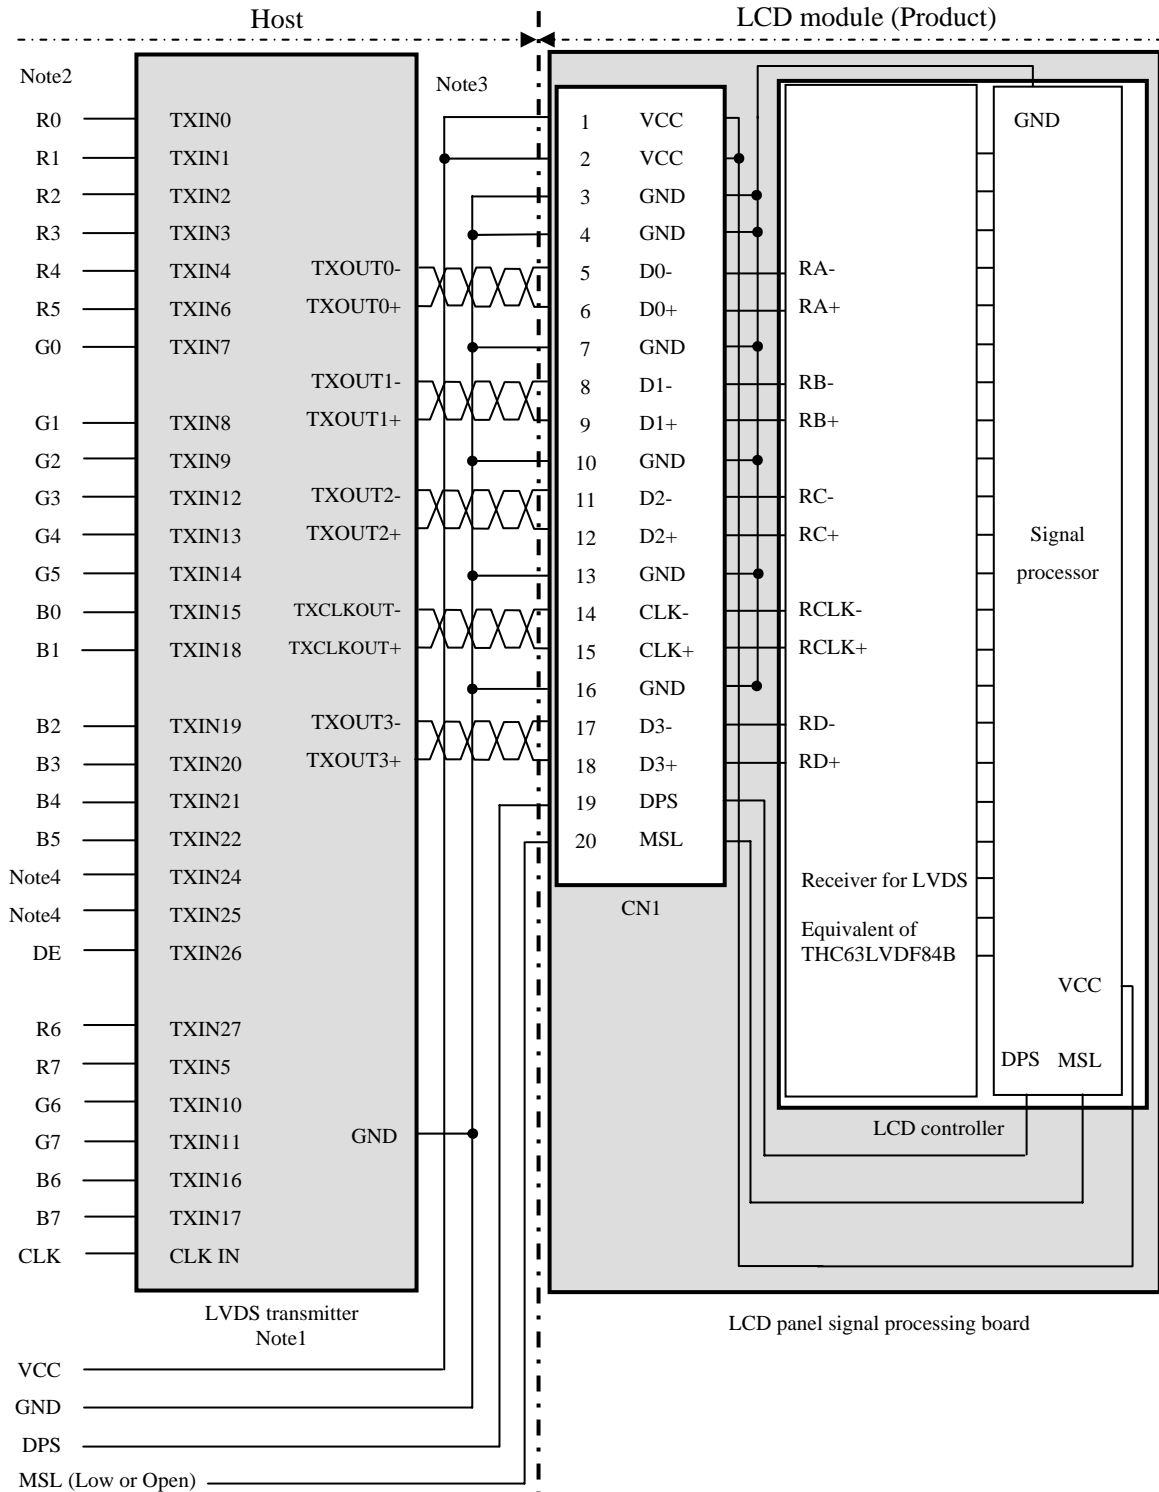 Host
LCD module (Product)
Note2
Note3
R0 TXIN0
R1 TXIN1
R2 TXIN2
R3 TXIN3
R4 TXIN4 TXOUT0-
R5 TXIN6 TXOUT0+
G0 TXIN7
TXOUT1-
G1 TXIN8 TXOUT1+
G2 TXIN9
G3 TXIN12 TXOUT2-
G4 TXIN13 TXOUT2+
G5 TXIN14
B0 TXIN15 TXCLKOUT-
B1 TXIN18 TXCLKOUT+
B2 TXIN19 TXOUT3-
B3 TXIN20 TXOUT3+
B4 TXIN21
B5 TXIN22
Note4 TXIN24
Note4 TXIN25
DE TXIN26
R6 TXIN27
R7 TXIN5
G6 TXIN10
G7 TXIN11 GND
B6 TXIN16
B7 TXIN17
CLK CLK IN
LVDS transmitter
Note1
VCC
GND
DPS
MSL (Low or Open)
1 VCC
2 VCC
3 GND
4 GND
5 D0-
6 D0+
7 GND
8 D1-
9 D1+
10 GND
11 D2-
12 D2+
13 GND
14 CLK-
15 CLK+
16 GND
17 D3-
18 D3+
19 DPS
20 MSL
CN1
RA-
RA+
RB-
RB+
RC-
RC+
RCLK-
RCLK+
RD-
RD+
Receiver for LVDS
Equivalent of
THC63LVDF84B
GND
Signal
processor
VCC
DPS MSL
LCD controller
LCD panel signal processing board